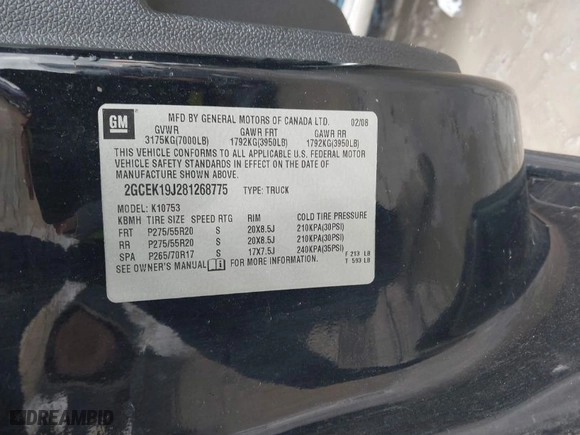 GM
MFD BY GENERAL MOTORS OF CANADA LTD. 02/08
GVWR GAWR FRT GAWR RR
3175KG(7000LB) 1792KG(3950LB) 1792KG(3950LB)
THIS VEHICLE CONFORMS TO ALL APPLICABLE U.S. FEDERAL MOTOR
VEHICLE SAFETY STANDARDS IN EFFECT ON THE DATE OF
MANUFACTURE SHOWN ABOVE.
2GCEK19J281268775 TYPE: TRUCK
MODEL: K10753
KBMH TIRE SIZE SPEED RTG RIM COLD TIRE PRESSURE
FRT P275/55R20 S 20X8.5J 210KPA(30PSI)
RR P275/55R20 S 20X8.5J 210KPA(30PSI)
SPA P265/70R17 S 17X7.5J 240KPA(35PSI) F 213 LB
SEE OWNER'S MANUAL FOR MORE INFORMATION. T 593 LB
DREAMBID